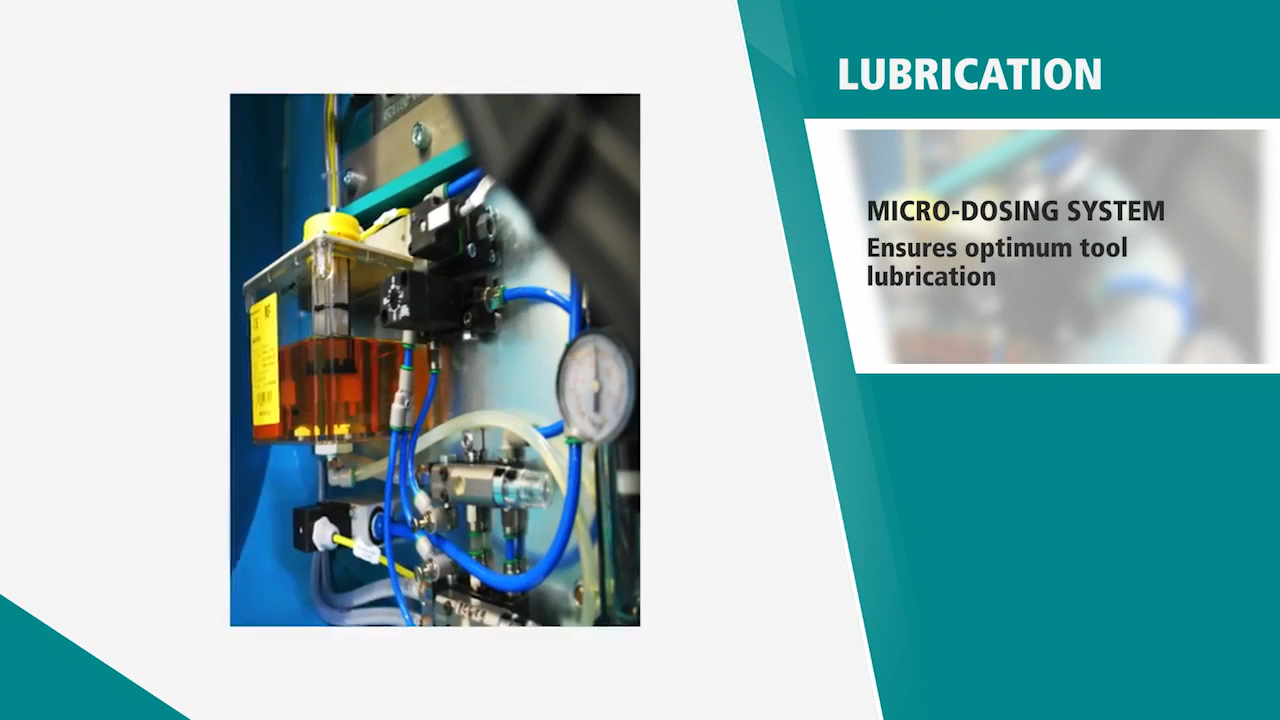 LUBRICATION
MICRO-DOSING SYSTEM
Ensures optimum tool
lubrication